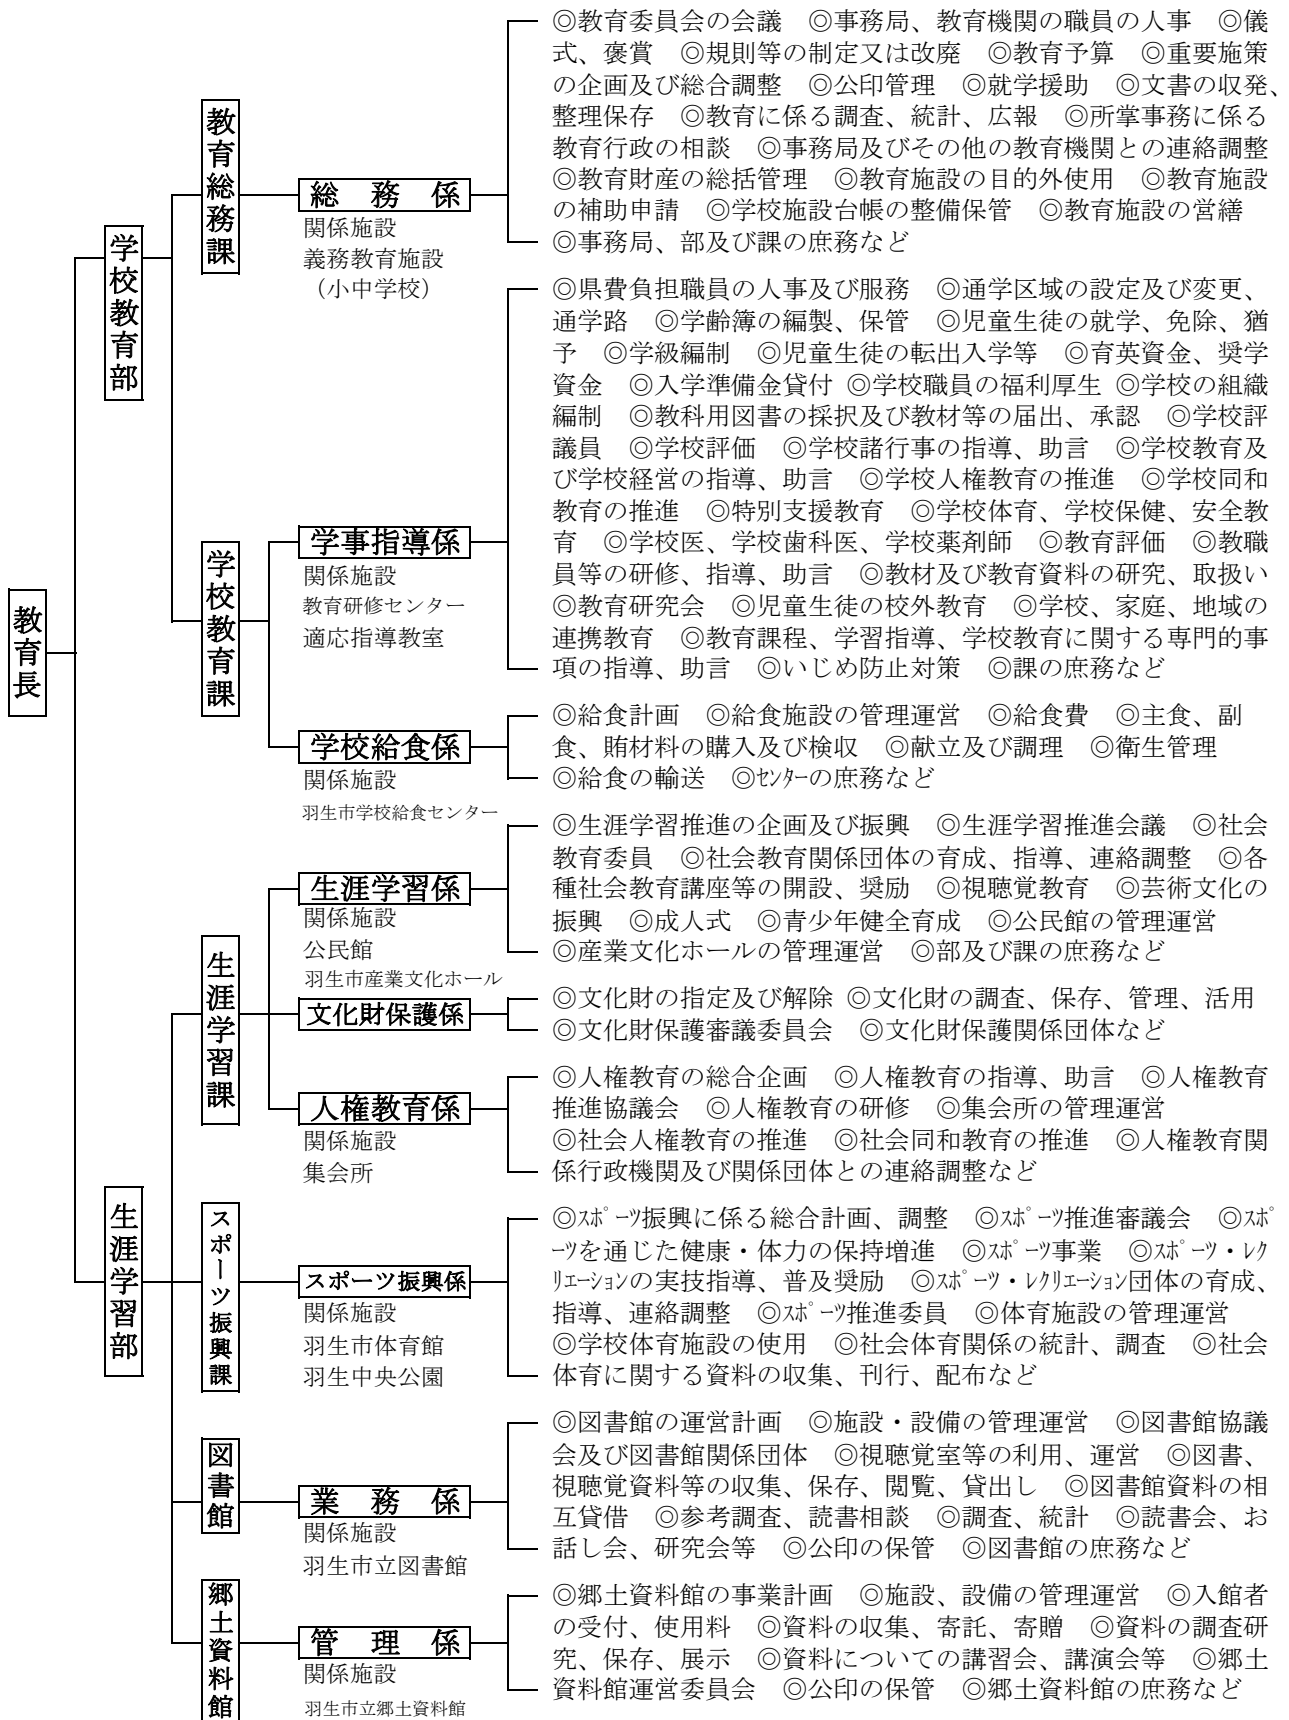 教育長
学校教育部
教育総務課
総務係
関係施設
義務教育施設
(小中学校)
◎教育委員会の会議　◎事務局、教育機関の職員の人事　◎儀
式、褒賞　◎規則等の制定又は改廃　◎教育予算　◎重要施策
の企画及び総合調整　◎公印管理　◎就学援助　◎文書の収発、
整理保存　◎教育に係る調査、統計、広報　◎所掌事務に係る
教育行政の相談　◎事務局及びその他の教育機関との連絡調整
◎教育財産の総括管理　◎教育施設の目的外使用　◎教育施設
の補助申請　◎学校施設台帳の整備保管　◎教育施設の営繕
◎事務局、部及び課の庶務など
学校教育課
学事指導係
関係施設
教育研修センター
適応指導教室
◎県費負担職員の人事及び服務　◎通学区域の設定及び変更、
通学路　◎学齢簿の編製、保管　◎児童生徒の就学、免除、猶
予　◎学級編制　◎児童生徒の転出入学等　◎育英資金、奨学
資金　◎入学準備金貸付 ◎学校職員の福利厚生 ◎学校の組織
編制　◎教科用図書の採択及び教材等の届出、承認　◎学校評
議員　◎学校評価　◎学校諸行事の指導、助言　◎学校教育及
び学校経営の指導、助言　◎学校人権教育の推進　◎学校同和
教育の推進　◎特別支援教育　◎学校体育、学校保健、安全教
育　◎学校医、学校歯科医、学校薬剤師　◎教育評価　◎教職
員等の研修、指導、助言　◎教材及び教育資料の研究、取扱い
◎教育研究会　◎児童生徒の校外教育　◎学校、家庭、地域の
連携教育　◎教育課程、学習指導、学校教育に関する専門的事
項の指導、助言　◎いじめ防止対策　◎課の庶務など
学校給食係
関係施設
羽生市学校給食センター
◎給食計画　◎給食施設の管理運営　◎給食費　◎主食、副
食、賄材料の購入及び検収　◎献立及び調理　◎衛生管理
◎給食の輸送　◎ｾﾝﾀｰの庶務など
生涯学習部
生涯学習課
生涯学習係
関係施設
公民館
羽生市産業文化ホール
◎生涯学習推進の企画及び振興　◎生涯学習推進会議　◎社会
教育委員　◎社会教育関係団体の育成、指導、連絡調整　◎各
種社会教育講座等の開設、奨励　◎視聴覚教育　◎芸術文化の
振興　◎成人式　◎青少年健全育成　◎公民館の管理運営
◎産業文化ホールの管理運営　◎部及び課の庶務など
文化財保護係
◎文化財の指定及び解除 ◎文化財の調査、保存、管理、活用
◎文化財保護審議委員会　◎文化財保護関係団体など
人権教育係
関係施設
集会所
◎人権教育の総合企画　◎人権教育の指導、助言　◎人権教育
推進協議会　◎人権教育の研修　◎集会所の管理運営
◎社会人権教育の推進　◎社会同和教育の推進　◎人権教育関
係行政機関及び関係団体との連絡調整など
スポーツ振興課
スポーツ振興係
関係施設
羽生市体育館
羽生中央公園
◎ｽﾎﾟｰﾂ振興に係る総合計画、調整　◎ｽﾎﾟｰﾂ推進審議会　◎ｽﾎﾟ
ｰﾂを通じた健康・体力の保持増進　◎ｽﾎﾟｰﾂ事業　◎ｽﾎﾟｰﾂ・ﾚｸ
ﾘｴｰｼｮﾝの実技指導、普及奨励　◎ｽﾎﾟｰﾂ・ﾚｸﾘｴｰｼｮﾝ団体の育成、
指導、連絡調整　◎ｽﾎﾟｰﾂ推進委員　◎体育施設の管理運営
◎学校体育施設の使用　◎社会体育関係の統計、調査　◎社会
体育に関する資料の収集、刊行、配布など
図書館
業務係
関係施設
羽生市立図書館
◎図書館の運営計画　◎施設・設備の管理運営　◎図書館協議
会及び図書館関係団体　◎視聴覚室等の利用、運営　◎図書、
視聴覚資料等の収集、保存、閲覧、貸出し　◎図書館資料の相
互貸借　◎参考調査、読書相談　◎調査、統計　◎読書会、お
話し会、研究会等　◎公印の保管　◎図書館の庶務など
郷土資料館
管理係
関係施設
羽生市立郷土資料館
◎郷土資料館の事業計画　◎施設、設備の管理運営　◎入館者
の受付、使用料　◎資料の収集、寄託、寄贈　◎資料の調査研
究、保存、展示　◎資料についての講習会、講演会等　◎郷土
資料館運営委員会　◎公印の保管　◎郷土資料館の庶務など